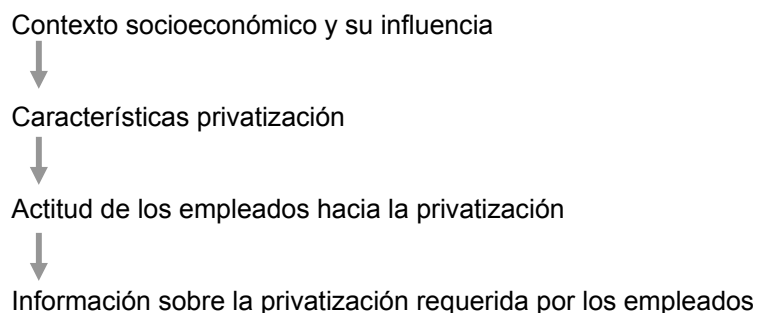 Contexto socioeconómico y su influencia
Características privatización
Actitud de los empleados hacia la privatización
Información sobre la privatización requerida por los empleados